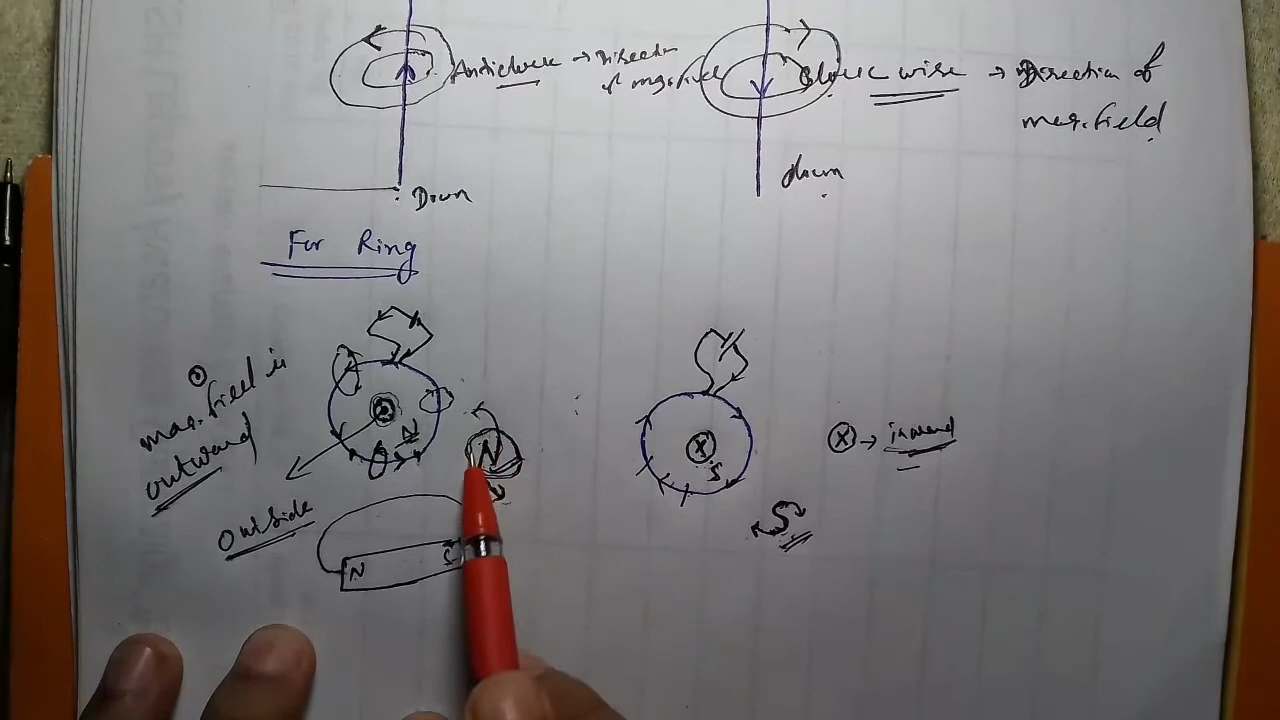 Anticlock → Direction
of mag.field
Clock wise → Direction of
mag.field
Down
down
For Ring
mag.field is
outward
outside
N
N
N S
S
S
X
X → inward